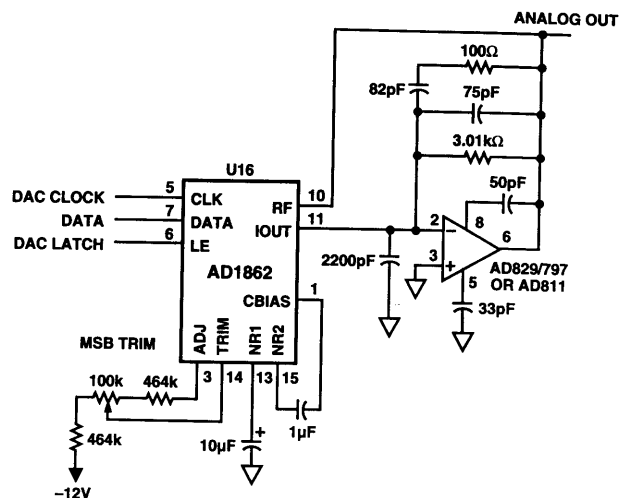 ANALOG OUT
100Ω
82pF
75pF
3.01kΩ
U16
50pF
DAC CLOCK
5
CLK
RF
10
DATA
7
DATA
IOUT
11
DAC LATCH
6
LE
2
−
8
6
3
+
AD1862
2200pF
5
AD829/797
OR AD811
CBIAS
1
33pF
MSB TRIM
ADJ
TRIM
NR1
NR2
3
14
13
15
100k
464k
464k
+
10µF
1µF
−12V